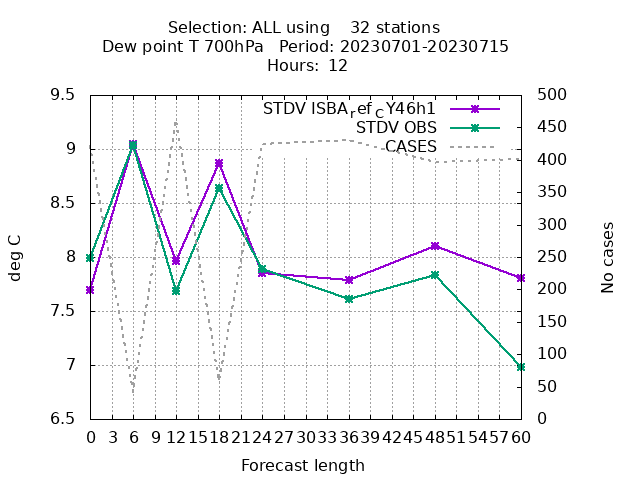 Selection: ALL using    32 stations
Dew point T 700hPa   Period: 20230701-20230715
Hours: 12
STDV ISBA_ref_CY46h1
STDV OBS
CASES
9.5
9
8.5
8
7.5
7
6.5
500
450
400
350
300
250
200
150
100
50
0
deg C
No cases
0 3 6 9 12 15 18 21 24 27 30 33 36 39 42 45 48 51 54 57 60
Forecast length